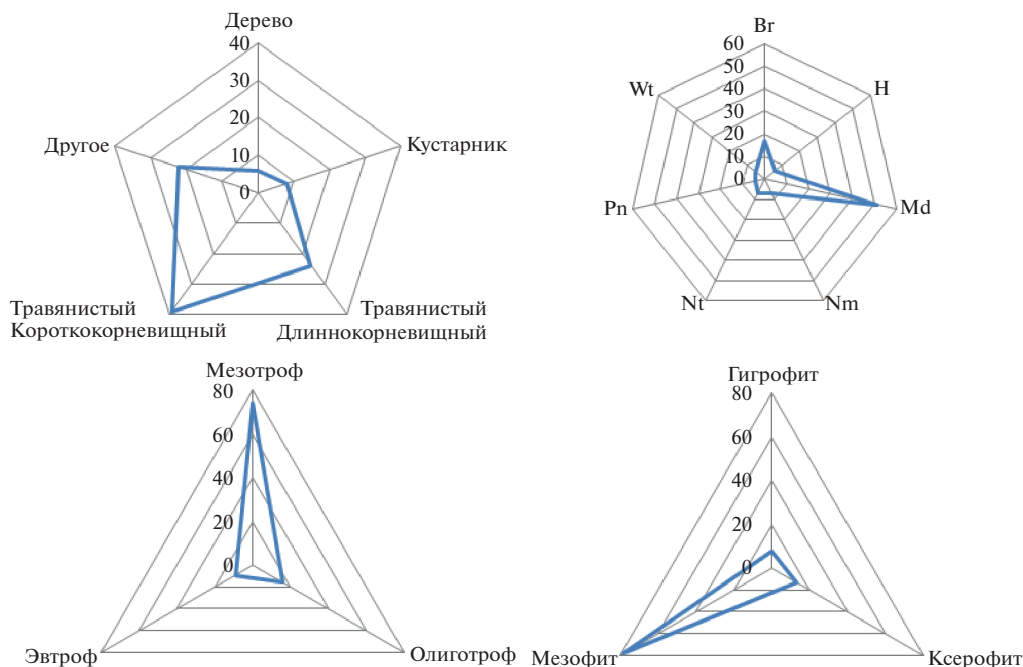 Дерево
40
30
20
10
0
Кустарник
Травянистый
Длиннокорневищный
Травянистый
Короткокорневищный
Другое
Br
60
50
40
30
20
10
0
H
Md
Nm
Nt
Pn
Wt
Мезотроф
80
60
40
20
0
Олиготроф
Эвтроф
Гигрофит
80
60
40
20
0
Ксерофит
Мезофит